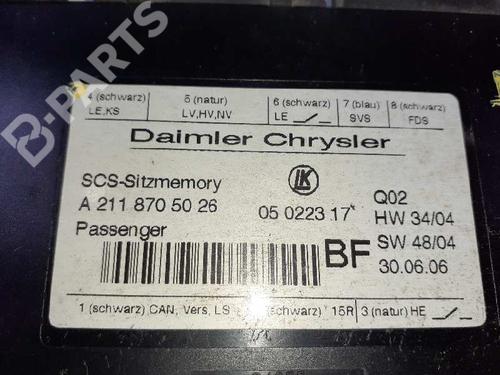 B-PARTS
4 (schwarz) 5 (natur) 6 (schwarz) 7 (blau) 8 (schwarz)
LE,KS LV,HV,NV LE SVS FDS
Daimler Chrysler
SCS-Sitzmemory
LK
Q02
A 211 870 50 26 05 0223 17 HW 34/04
Passenger BF SW 48/04
30.06.06
1 (schwarz) CAN, Vers, LS (schwarz) 15R 3 (natur) HE